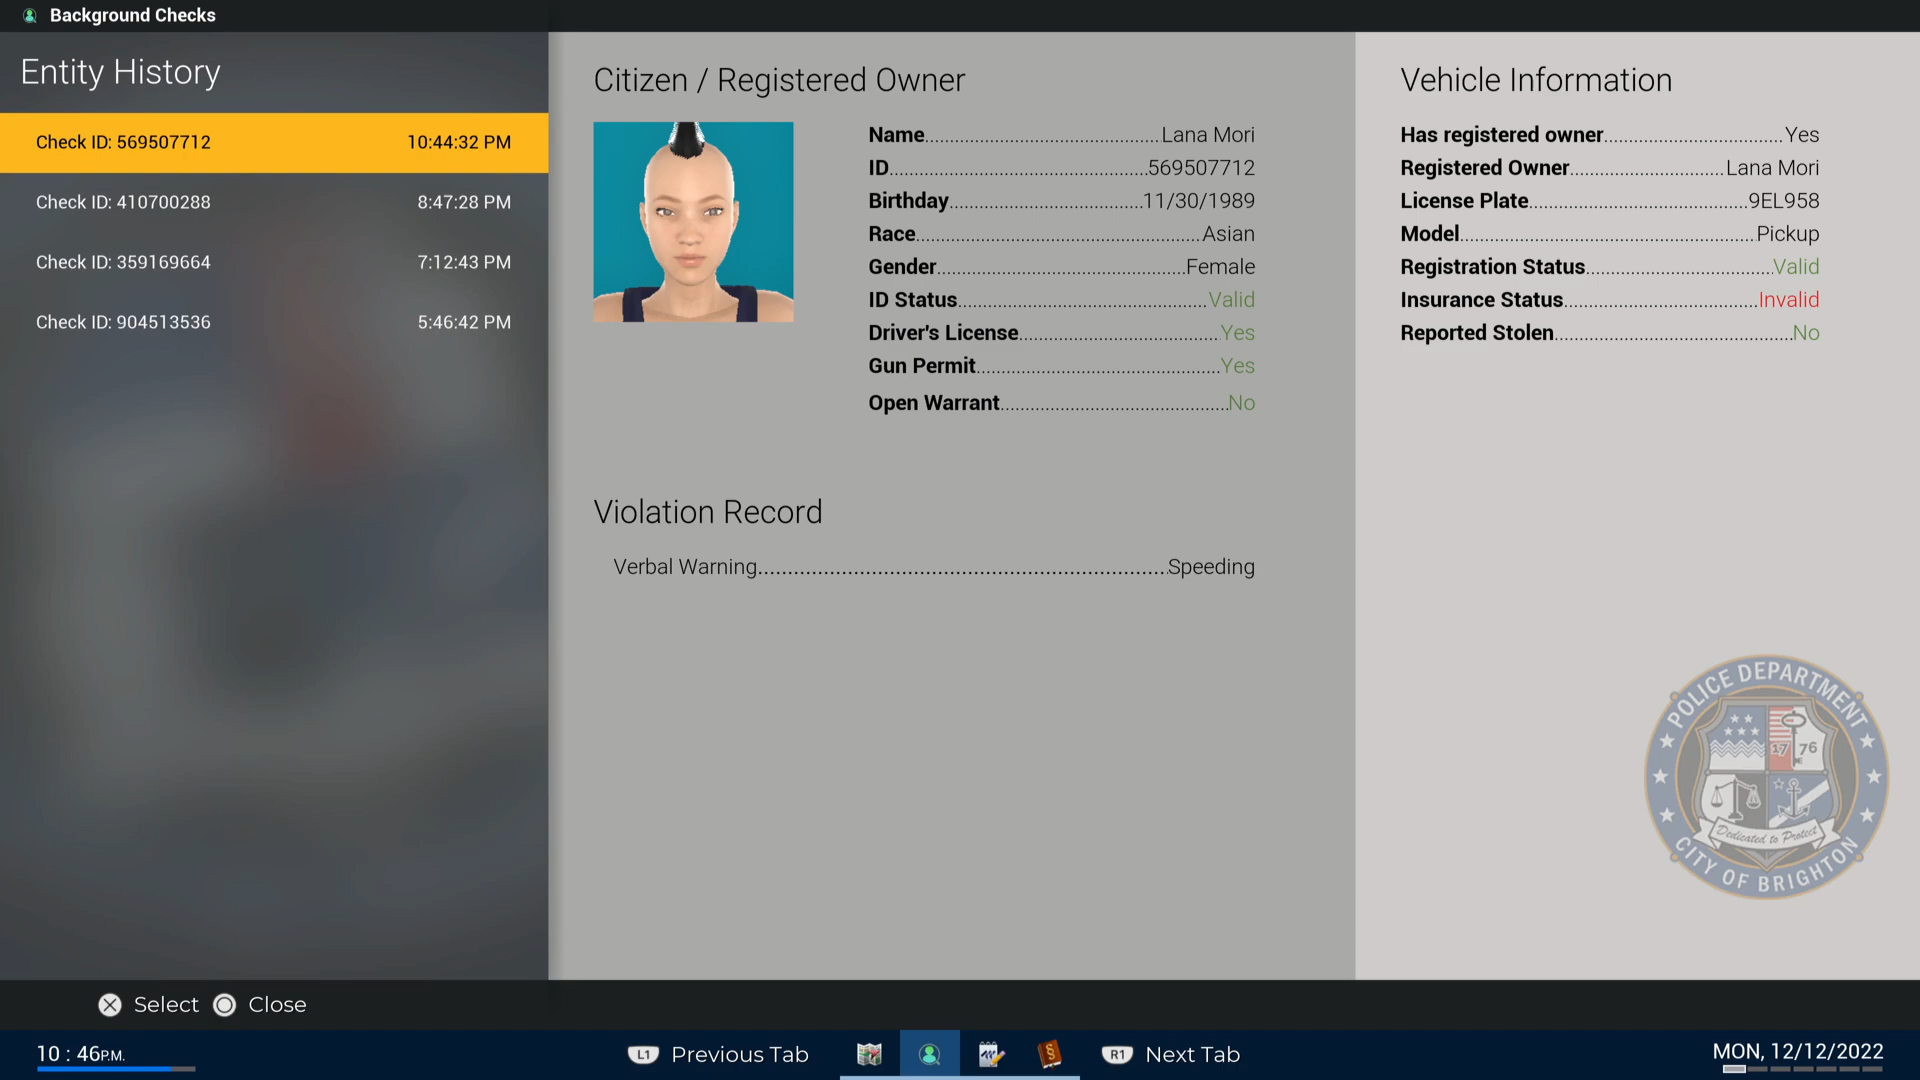 Background Checks
Entity History
Check ID: 569507712 10:44:32 PM
Check ID: 410700288 8:47:28 PM
Check ID: 359169664 7:12:43 PM
Check ID: 904513536 5:46:42 PM
Citizen / Registered Owner
Name Lana Mori
ID 569507712
Birthday 11/30/1989
Race Asian
Gender Female
ID Status Valid
Driver's License Yes
Gun Permit Yes
Open Warrant No
Violation Record
Verbal Warning Speeding
Vehicle Information
Has registered owner Yes
Registered Owner Lana Mori
License Plate 9EL958
Model Pickup
Registration Status Valid
Insurance Status Invalid
Reported Stolen No
POLICE DEPARTMENT
17 76
Dedicated to Protect
CITY OF BRIGHTON
Select Close
10 : 46 P.M.
L1 Previous Tab
§
R1 Next Tab
MON, 12/12/2022